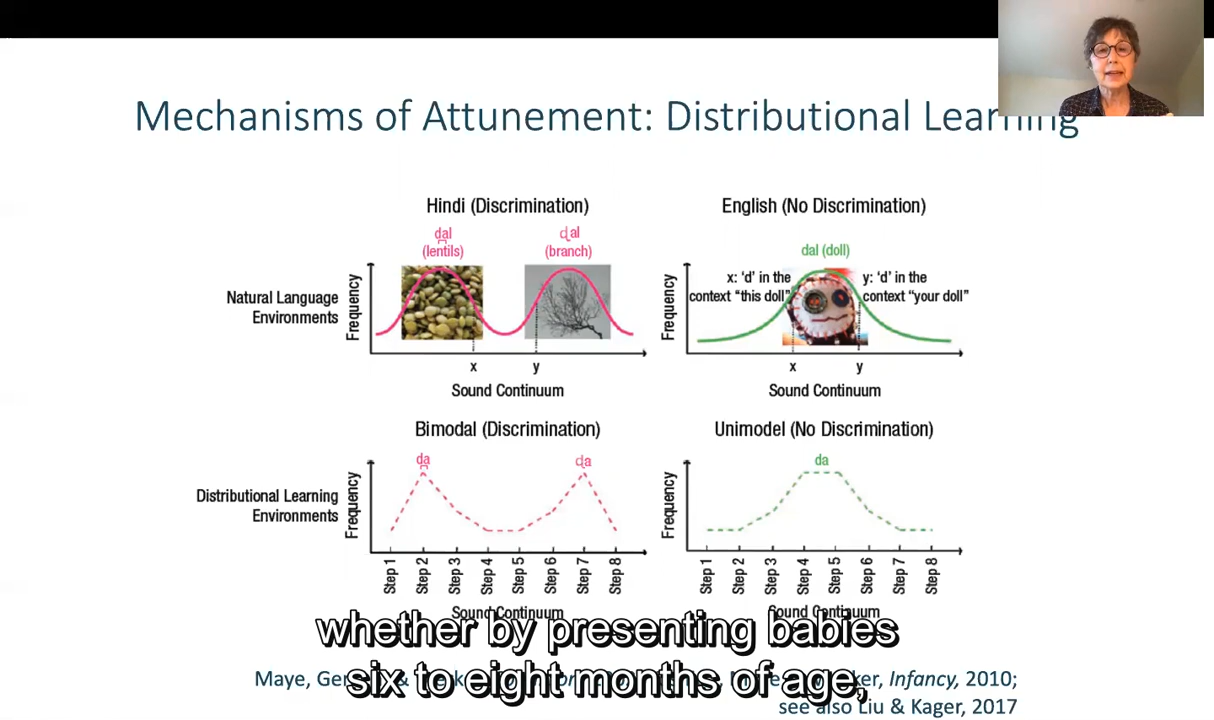 Mechanisms of Attunement: Distributional Learning
Hindi (Discrimination)
English (No Discrimination)
d̪al
(lentils)
ɖal
(branch)
dal (doll)
x: 'd' in the
context "this doll"
y: 'd' in the
context "your doll"
Natural Language
Environments
Frequency
x
y
Sound Continuum
Frequency
x
y
Sound Continuum
Bimodal (Discrimination)
Unimodel (No Discrimination)
d̪a
ɖa
da
Distributional Learning
Environments
Frequency
Step 1
Step 2
Step 3
Step 4
Step 5
Step 6
Step 7
Step 8
Sound Continuum
Frequency
Step 1
Step 2
Step 3
Step 4
Step 5
Step 6
Step 7
Step 8
Sound Continuum
whether by presenting babies
six to eight months of age,
Maye, Infancy, 2010;
see also Liu & Kager, 2017